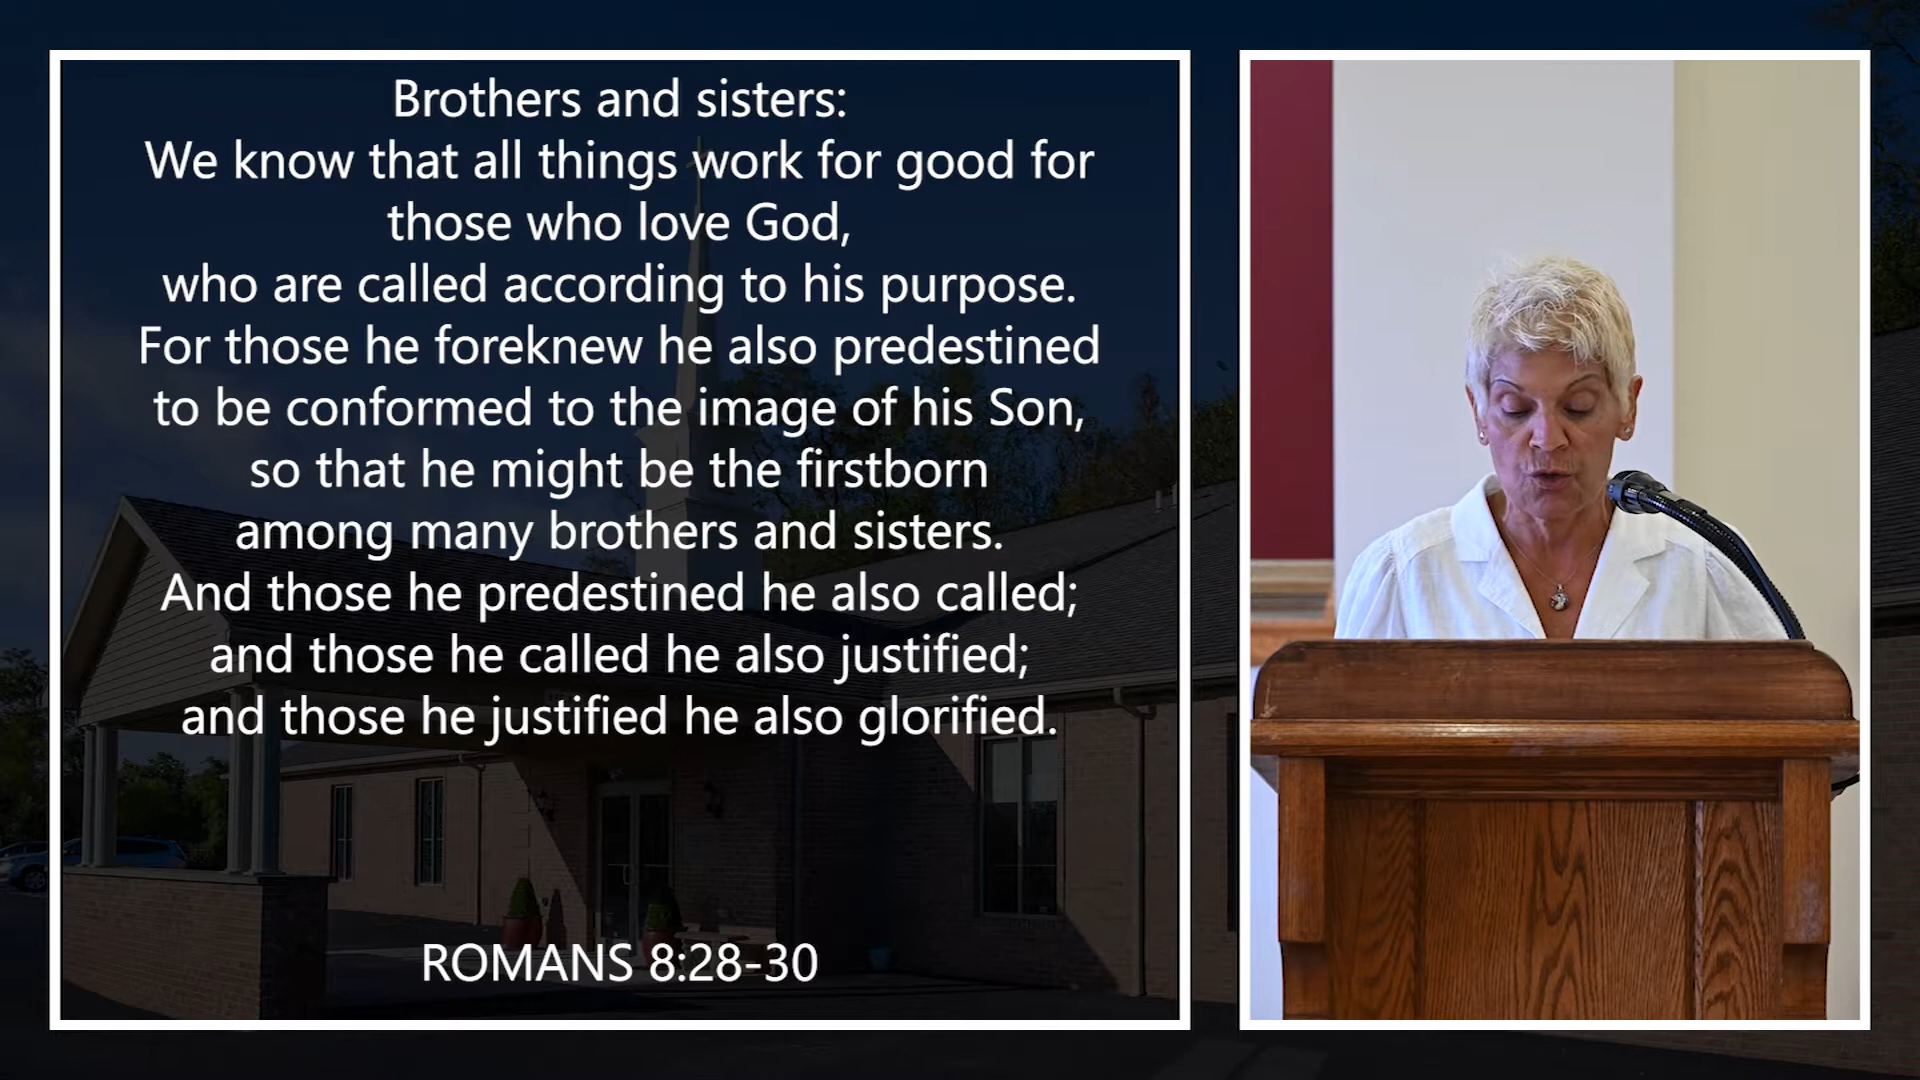 Brothers and sisters:
We know that all things work for good for
those who love God,
who are called according to his purpose.
For those he foreknew he also predestined
to be conformed to the image of his Son,
so that he might be the firstborn
among many brothers and sisters.
And those he predestined he also called;
and those he called he also justified;
and those he justified he also glorified.
ROMANS 8:28-30